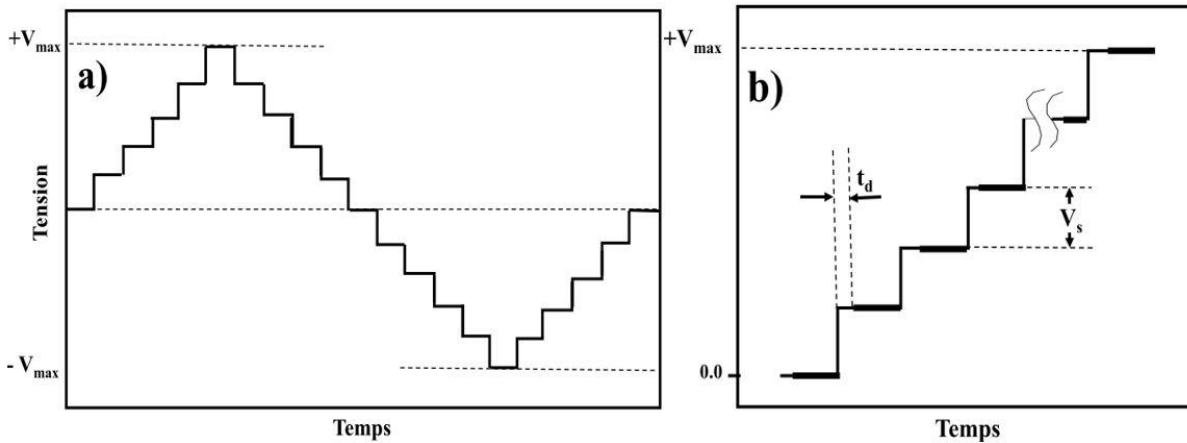 +Vmax
a)
Tension
- Vmax
Temps
+Vmax
b)
td
Vs
0.0
Temps